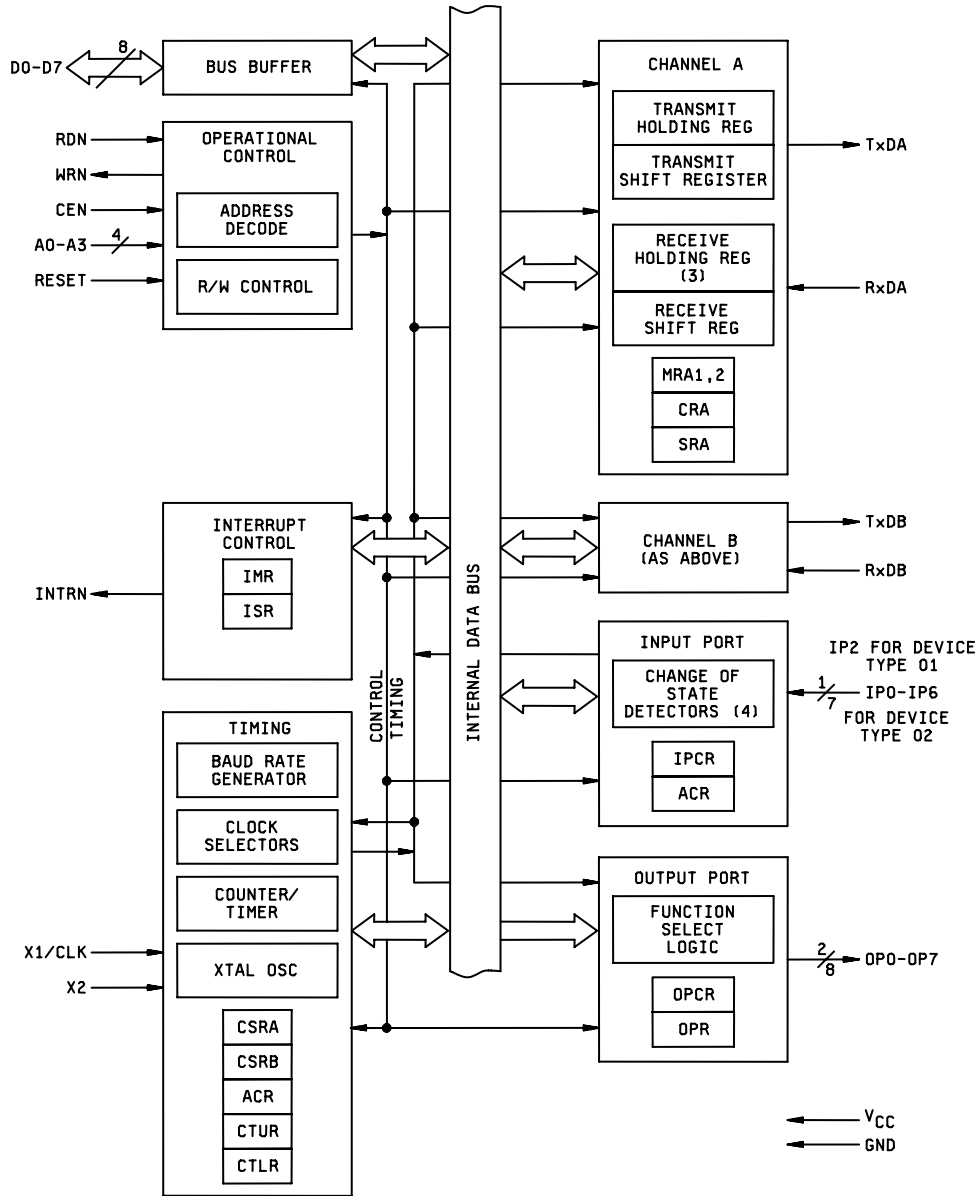 D0-D7
8
BUS BUFFER
RDN
WRN
CEN
A0-A3
4
RESET
OPERATIONAL
CONTROL
ADDRESS
DECODE
R/W CONTROL
INTERRUPT
CONTROL
IMR
ISR
INTRN
TIMING
BAUD RATE
GENERATOR
CLOCK
SELECTORS
COUNTER/
TIMER
XTAL OSC
X1/CLK
X2
CSRA
CSRB
ACR
CTUR
CTLR
CONTROL
TIMING
INTERNAL DATA BUS
CHANNEL A
TRANSMIT
HOLDING REG
TRANSMIT
SHIFT REGISTER
RECEIVE
HOLDING REG
(3)
RECEIVE
SHIFT REG
MRA1,2
CRA
SRA
TxDA
RxDA
CHANNEL B
(AS ABOVE)
TxDB
RxDB
INPUT PORT
CHANGE OF
STATE
DETECTORS (4)
IPCR
ACR
IP2 FOR DEVICE
TYPE 01
1
7
IP0-IP6
FOR DEVICE
TYPE 02
OUTPUT PORT
FUNCTION
SELECT
LOGIC
OPCR
OPR
2
8
OP0-OP7
VCC
GND